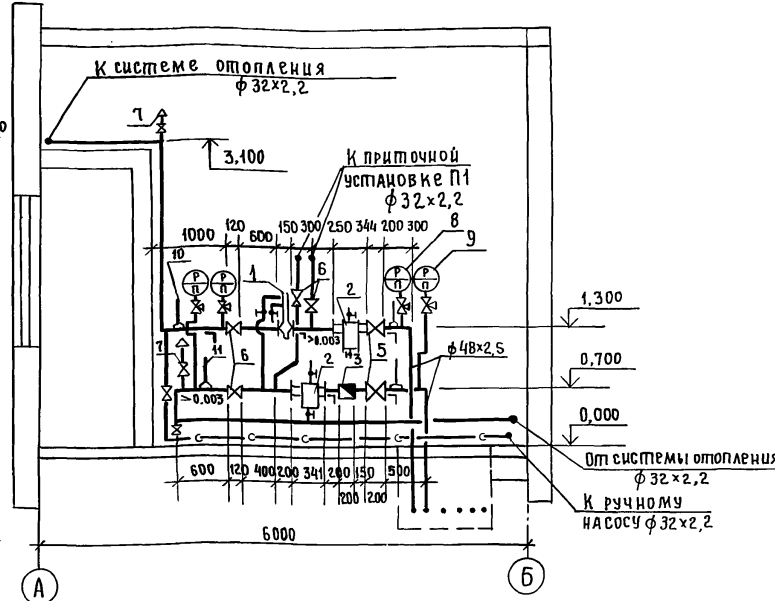 К системе отопления
ϕ 32×2,2
7
3,100
К приточной
установке П1
ϕ 32×2,2
1000 120 600 150 300 250 344 200 300
8
9
10
Р
П
Р
П
1
6
2
Р
П
Р
П
1,300
>0.003
ϕ 48×2,5
7
11
6
2
3
5
0,700
>0.003
0,000
С С С С С С
600 120 400 200 341 200 150 500
200 200
От системы отопления
ϕ 32×2,2
К ручному
насосу ϕ 32×2,2
6000
А
Б